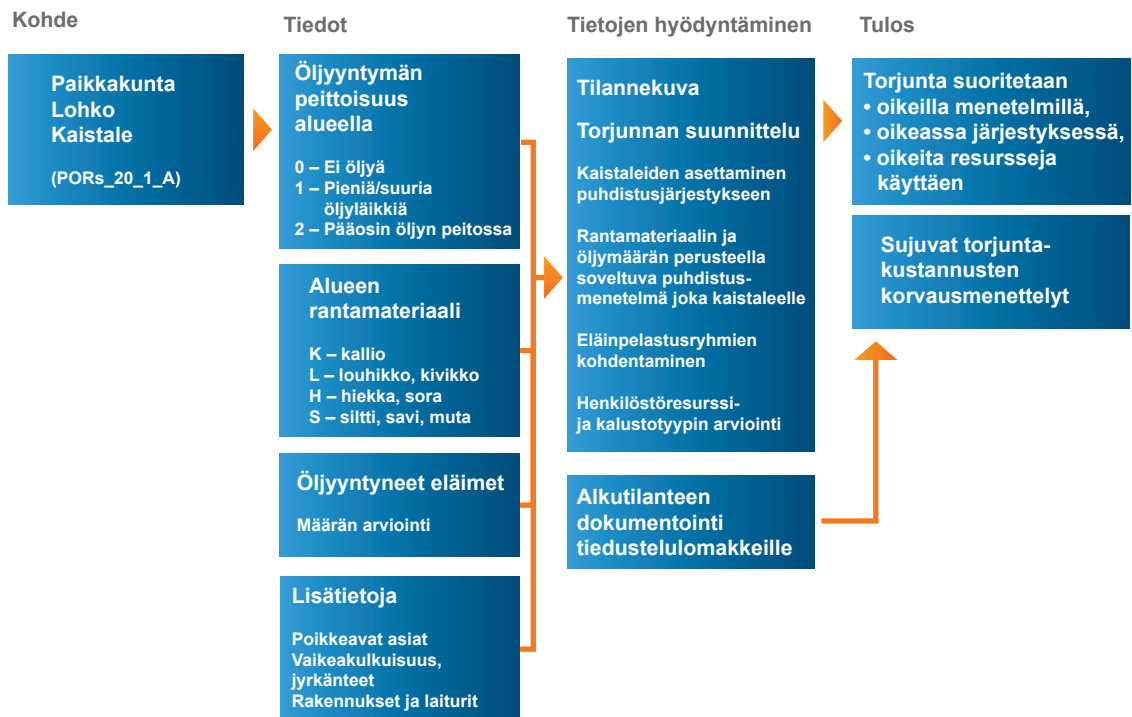 Kohde
Paikkakunta
Lohko
Kaistale
(PORs_20_1_A)
Tiedot
Öljyyntymän
peittoisuus
alueella
0 – Ei öljyä
1 – Pieniä/suuria
öljyläikkiä
2 – Pääosin öljyn peitossa
Alueen
rantamateriaali
K – kallio
L – louhikko, kivikko
H – hiekka, sora
S – siltti, savi, muta
Öljyyntyneet eläimet
Määrän arviointi
Lisätietoja
Poikkeavat asiat
Vaikeakulkuisuus,
jyrkänteet
Rakennukset ja laiturit
Tietojen hyödyntäminen
Tilannekuva
Torjunnan suunnittelu
Kaistaleiden asettaminen
puhdistusjärjestykseen
Rantamateriaalin ja
öljymäärän perusteella
soveltuva puhdistus-
menetelmä joka kaistaleelle
Eläinpelastusryhmien
kohdentaminen
Henkilöstöresurssi-
ja kalustotyypin arviointi
Alkutilanteen
dokumentointi
tiedustelulomakkeille
Tulos
Torjunta suoritetaan
• oikeilla menetelmillä,
• oikeassa järjestyksessä,
• oikeita resursseja
käyttäen
Sujuvat torjunta-
kustannusten
korvausmenettelyt